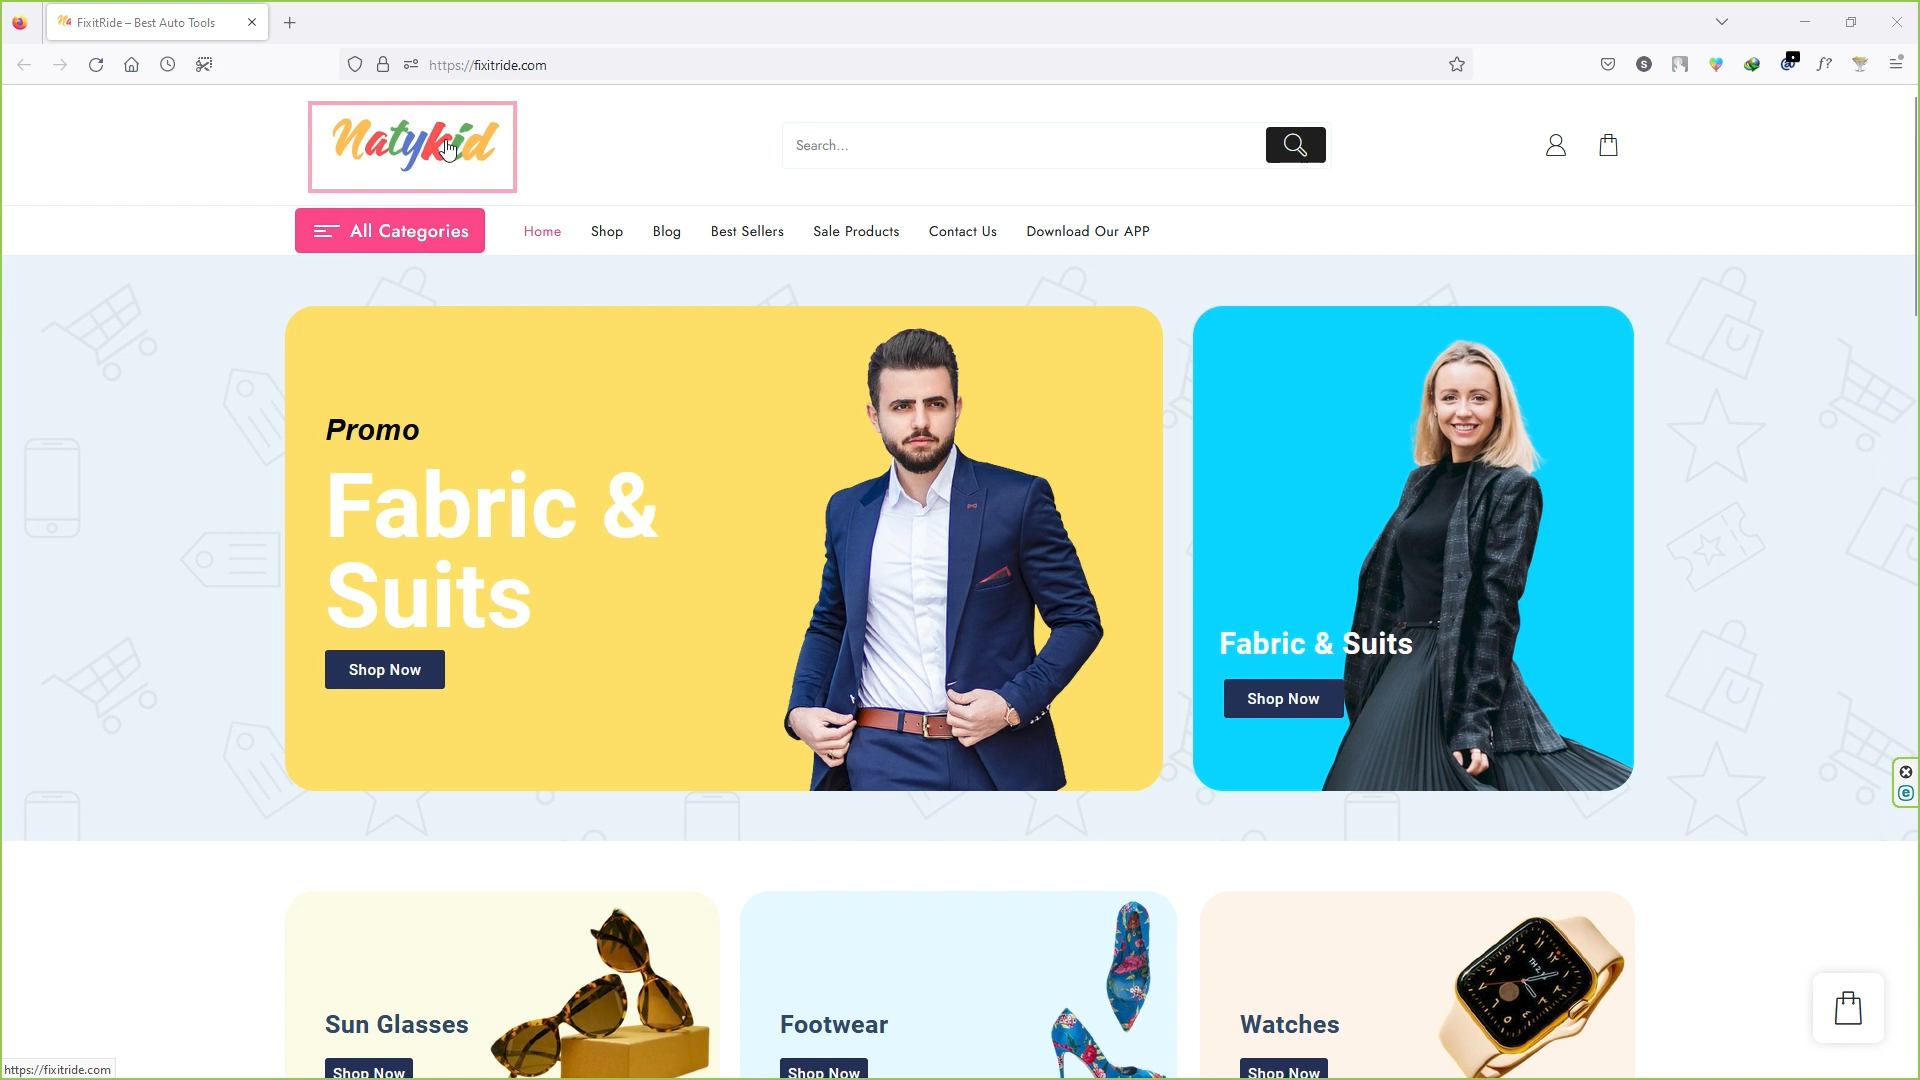 FixitRide – Best Auto Tools
https://fixitride.com
Natykid
Search...
All Categories
Home
Shop
Blog
Best Sellers
Sale Products
Contact Us
Download Our APP
Promo
Fabric &
Suits
Shop Now
Fabric & Suits
Shop Now
Sun Glasses
Shop Now
Footwear
Shop Now
Watches
Shop Now
https://fixitride.com